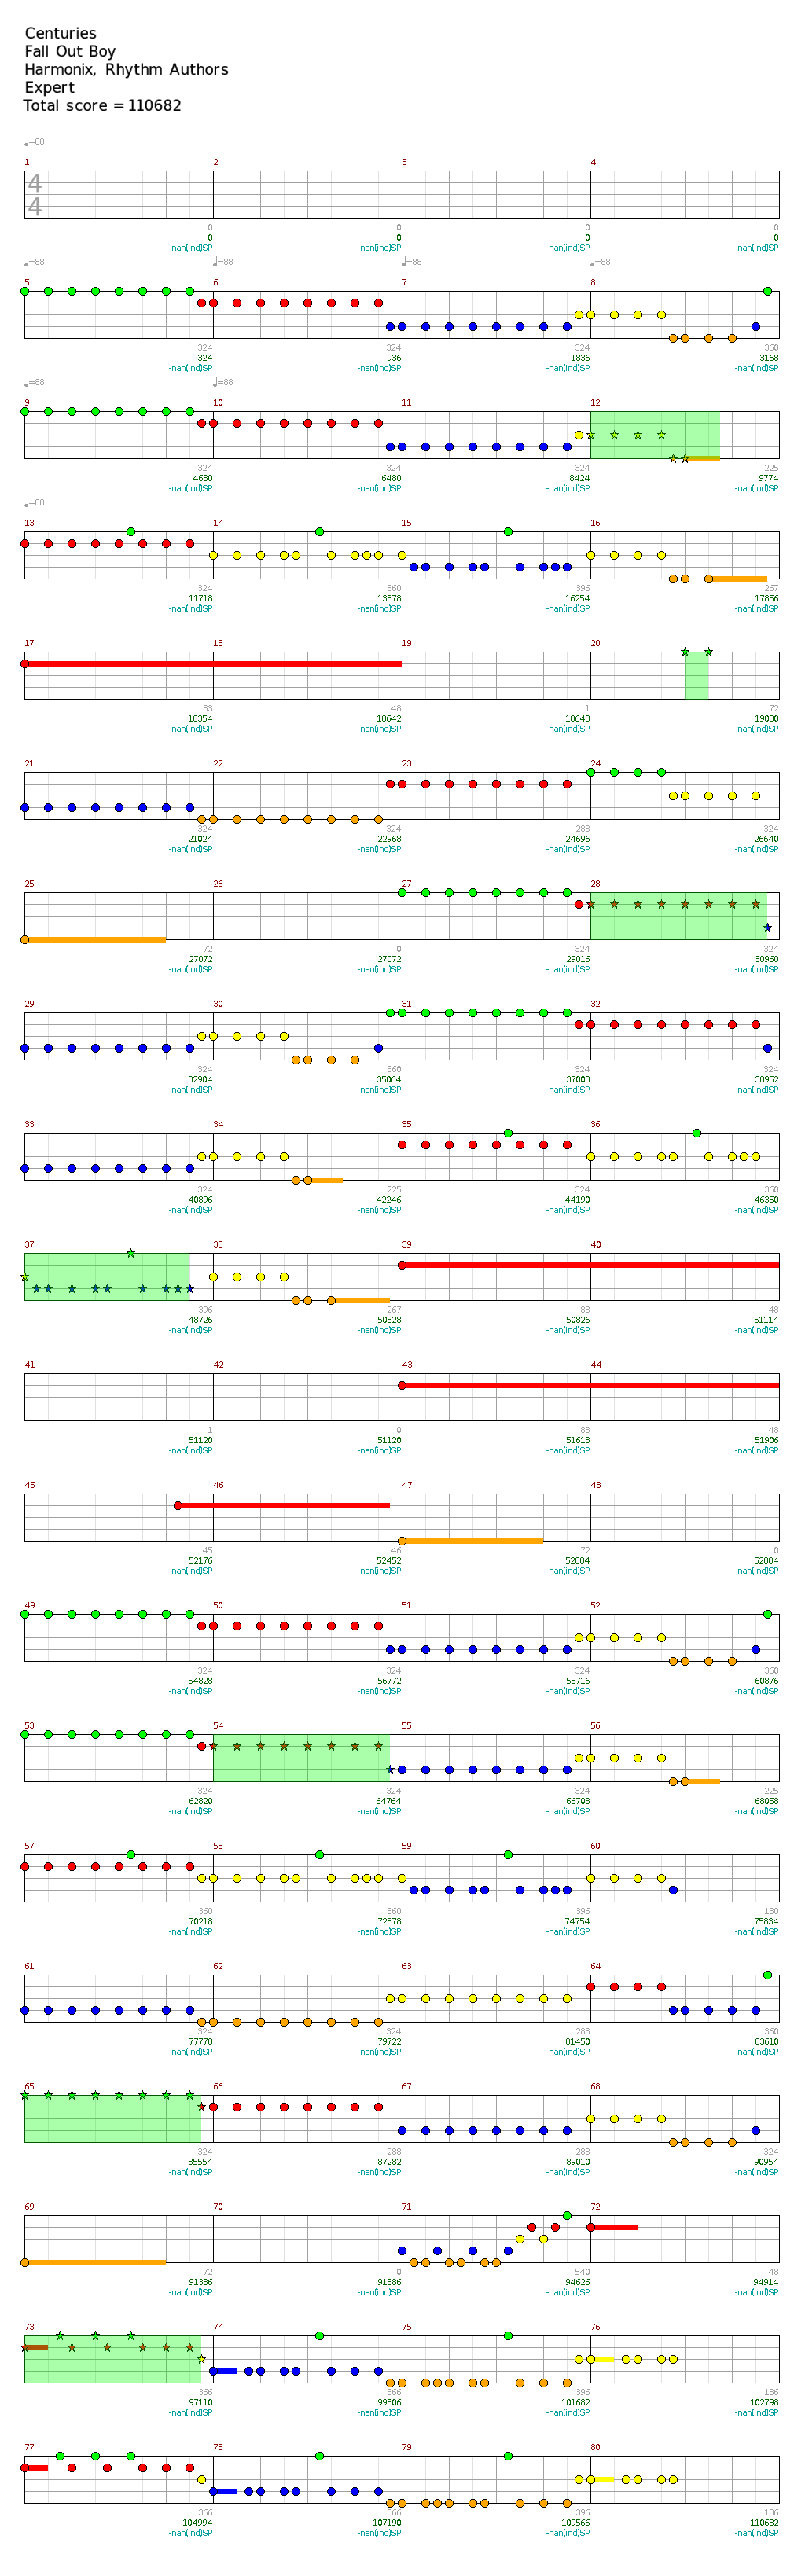 Centuries
Fall Out Boy
Harmonix, Rhythm Authors
Expert
Total score = 110682
♩=88
1 2 3 4
4
4
0 0 0 0
0 0 0 0
-nan(ind)SP -nan(ind)SP -nan(ind)SP -nan(ind)SP
♩=88 ♩=88 ♩=88 ♩=88
5 6 7 8
324 324 324 360
324 936 1836 3168
-nan(ind)SP -nan(ind)SP -nan(ind)SP -nan(ind)SP
♩=88 ♩=88
9 10 11 12
324 324 324 225
4680 6480 8424 9774
-nan(ind)SP -nan(ind)SP -nan(ind)SP -nan(ind)SP
♩=88
13 14 15 16
324 360 396 267
11718 13878 16254 17856
-nan(ind)SP -nan(ind)SP -nan(ind)SP -nan(ind)SP
17 18 19 20
83 48 1 72
18354 18642 18648 19080
-nan(ind)SP -nan(ind)SP -nan(ind)SP -nan(ind)SP
21 22 23 24
324 324 288 324
21024 22968 24696 26640
-nan(ind)SP -nan(ind)SP -nan(ind)SP -nan(ind)SP
25 26 27 28
72 0 324 324
27072 27072 29016 30960
-nan(ind)SP -nan(ind)SP -nan(ind)SP -nan(ind)SP
29 30 31 32
324 360 324 324
32904 35064 37008 38952
-nan(ind)SP -nan(ind)SP -nan(ind)SP -nan(ind)SP
33 34 35 36
324 225 324 360
40896 42246 44190 46350
-nan(ind)SP -nan(ind)SP -nan(ind)SP -nan(ind)SP
37 38 39 40
396 267 83 48
48726 50328 50826 51114
-nan(ind)SP -nan(ind)SP -nan(ind)SP -nan(ind)SP
41 42 43 44
1 0 83 48
51120 51120 51618 51906
-nan(ind)SP -nan(ind)SP -nan(ind)SP -nan(ind)SP
45 46 47 48
45 46 72 0
52176 52452 52884 52884
-nan(ind)SP -nan(ind)SP -nan(ind)SP -nan(ind)SP
49 50 51 52
324 324 324 360
54828 56772 58716 60876
-nan(ind)SP -nan(ind)SP -nan(ind)SP -nan(ind)SP
53 54 55 56
324 324 324 225
62820 64764 66708 68058
-nan(ind)SP -nan(ind)SP -nan(ind)SP -nan(ind)SP
57 58 59 60
360 360 396 180
70218 72378 74754 75834
-nan(ind)SP -nan(ind)SP -nan(ind)SP -nan(ind)SP
61 62 63 64
324 324 288 360
77778 79722 81450 83610
-nan(ind)SP -nan(ind)SP -nan(ind)SP -nan(ind)SP
65 66 67 68
324 288 288 324
85554 87282 89010 90954
-nan(ind)SP -nan(ind)SP -nan(ind)SP -nan(ind)SP
69 70 71 72
72 0 540 48
91386 91386 94626 94914
-nan(ind)SP -nan(ind)SP -nan(ind)SP -nan(ind)SP
73 74 75 76
366 366 396 186
97110 99306 101682 102798
-nan(ind)SP -nan(ind)SP -nan(ind)SP -nan(ind)SP
77 78 79 80
366 366 396 186
104994 107190 109566 110682
-nan(ind)SP -nan(ind)SP -nan(ind)SP -nan(ind)SP